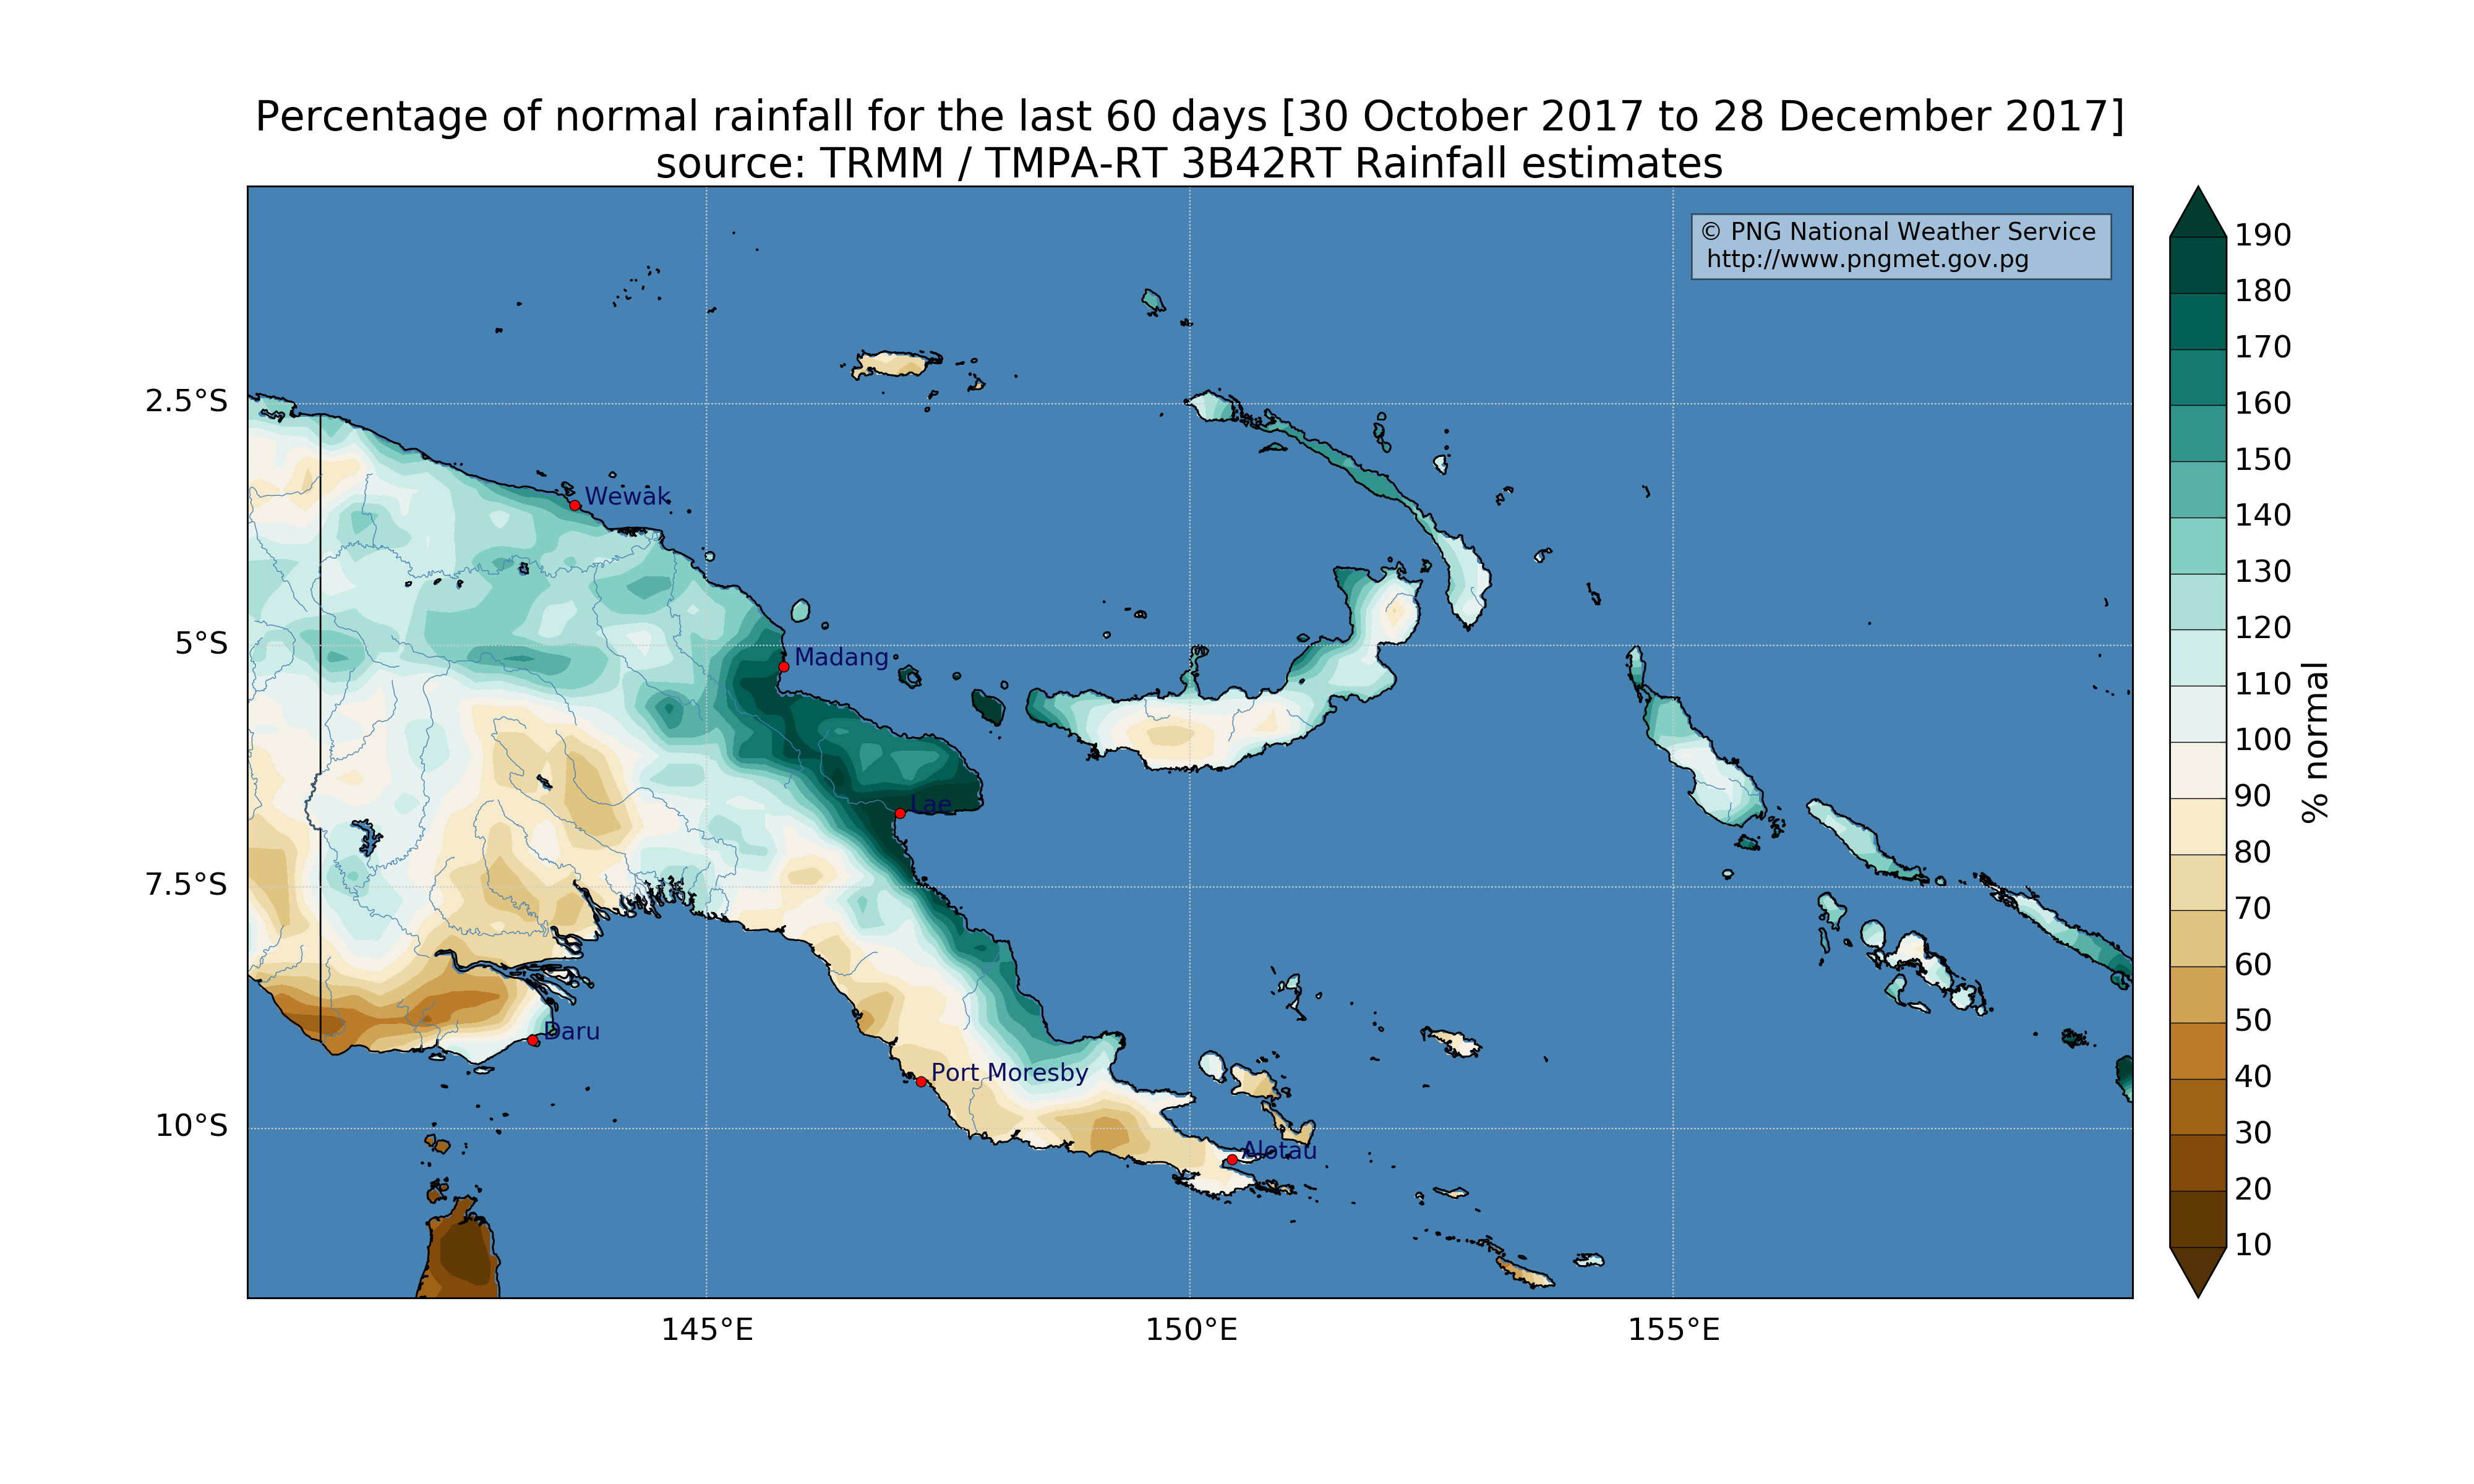 Percentage of normal rainfall for the last 60 days [30 October 2017 to 28 December 2017]
source: TRMM / TMPA-RT 3B42RT Rainfall estimates
© PNG National Weather Service
http://www.pngmet.gov.pg
2.5°S
5°S
7.5°S
10°S
Wewak
Madang
Lae
Daru
Port Moresby
Alotau
145°E
150°E
155°E
190
180
170
160
150
140
130
120
110
100
90
80
70
60
50
40
30
20
10
% normal